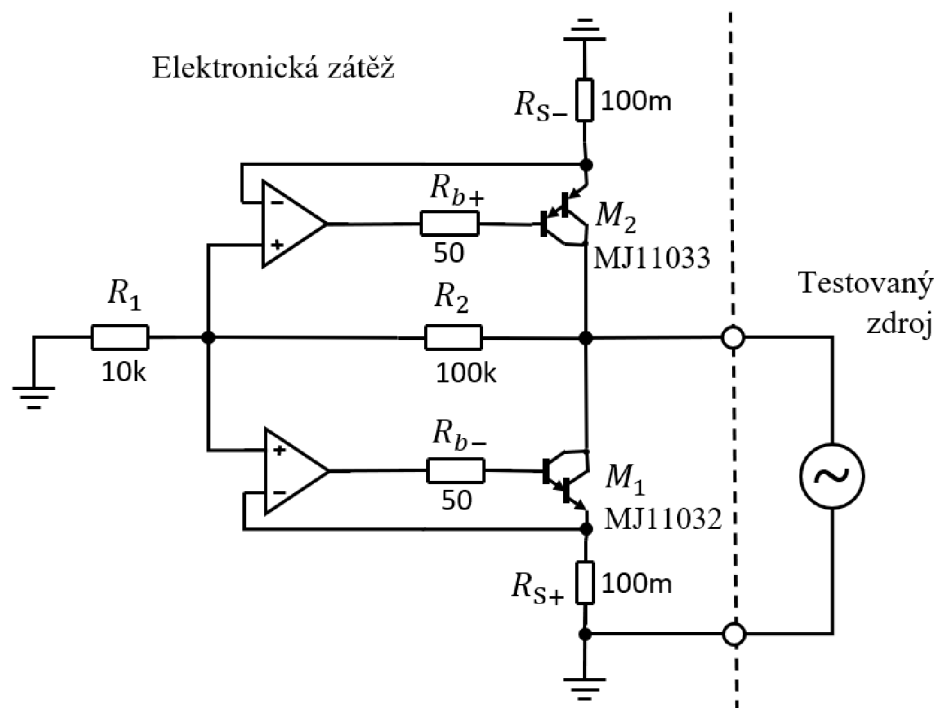 Elektronická zátěž
R_S−
100m
R_b+
50
M_2
MJ11033
R_1
10k
R_2
100k
Testovaný
zdroj
R_b−
50
M_1
MJ11032
R_S+
100m